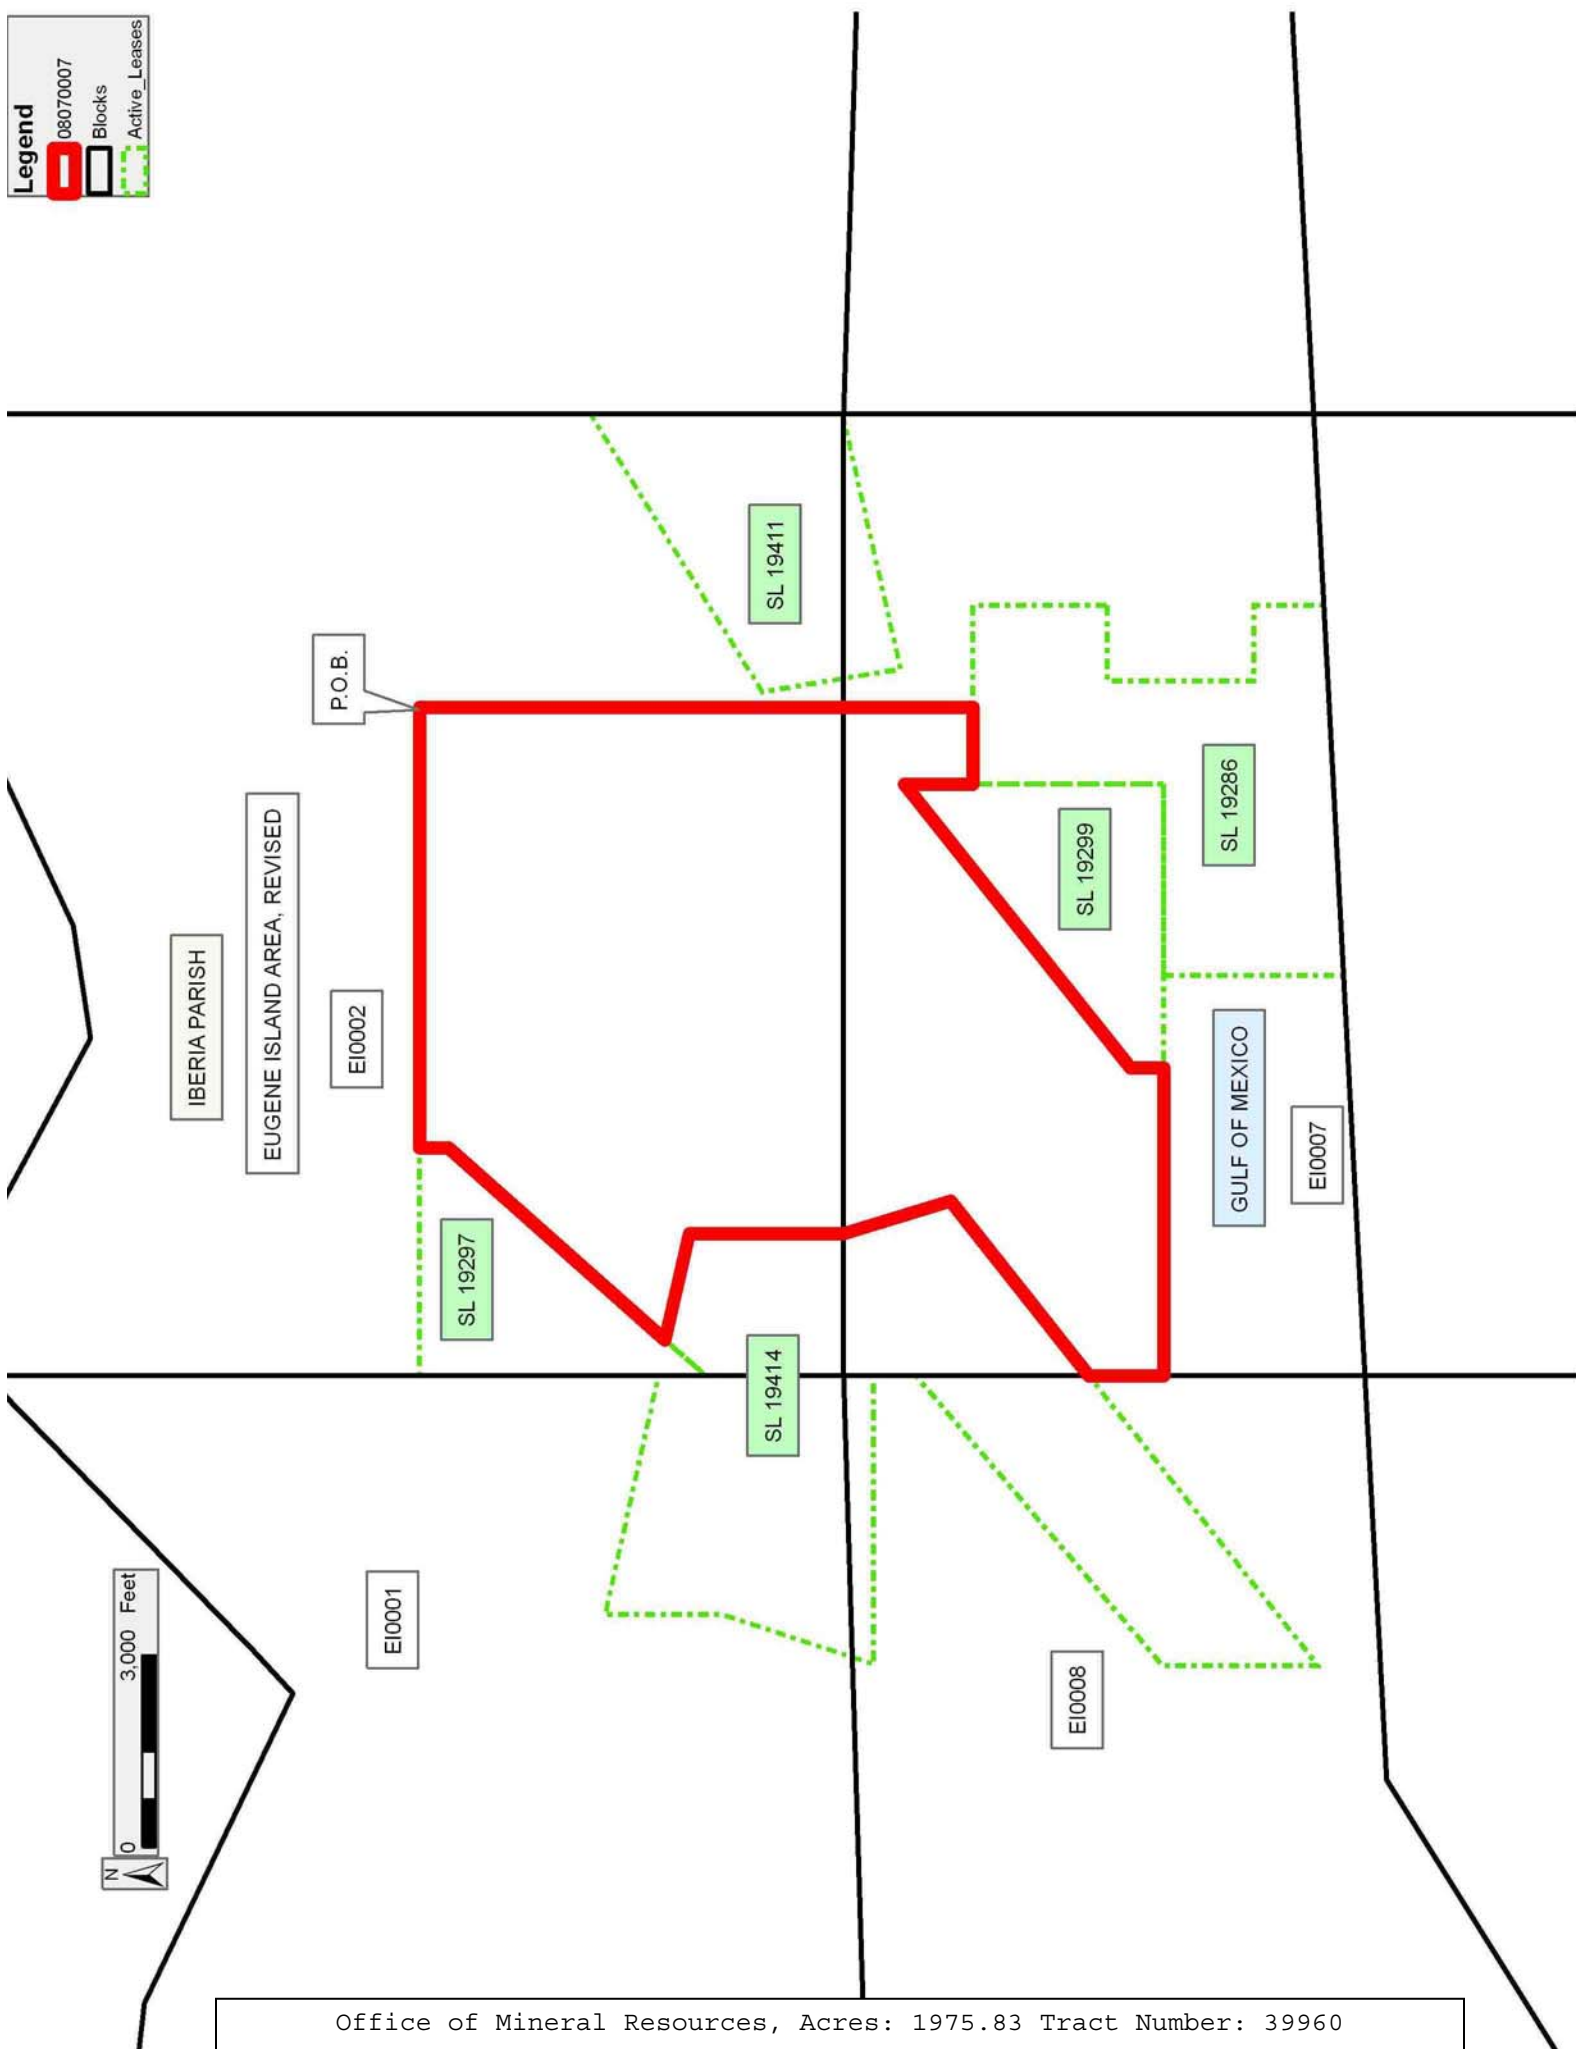 Legend
08070007
Blocks
Active_Leases
N
0 3,000 Feet
IBERIA PARISH
EUGENE ISLAND AREA, REVISED
EI0002
P.O.B.
EI0001
SL 19297
SL 19411
SL 19414
SL 19299
SL 19286
EI0008
GULF OF MEXICO
EI0007
Office of Mineral Resources, Acres: 1975.83 Tract Number: 39960